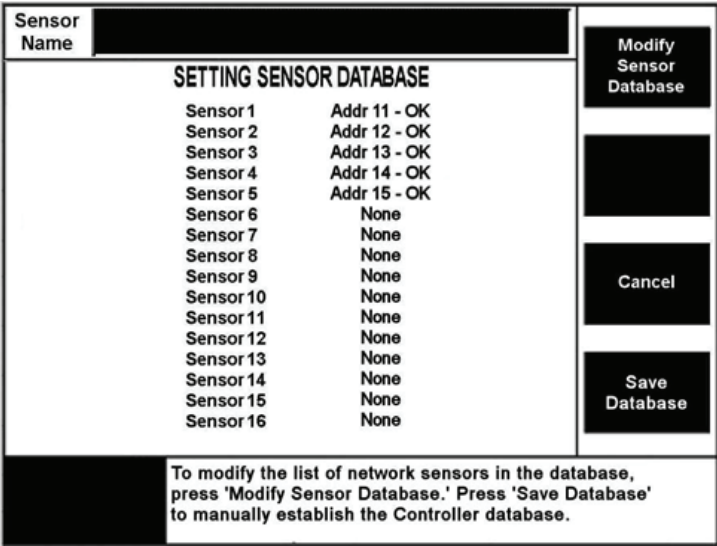 Sensor
Name
SETTING SENSOR DATABASE
Sensor 1 Addr 11 - OK
Sensor 2 Addr 12 - OK
Sensor 3 Addr 13 - OK
Sensor 4 Addr 14 - OK
Sensor 5 Addr 15 - OK
Sensor 6 None
Sensor 7 None
Sensor 8 None
Sensor 9 None
Sensor 10 None
Sensor 11 None
Sensor 12 None
Sensor 13 None
Sensor 14 None
Sensor 15 None
Sensor 16 None
Modify
Sensor
Database
Cancel
Save
Database
To modify the list of network sensors in the database,
press 'Modify Sensor Database.' Press 'Save Database'
to manually establish the Controller database.